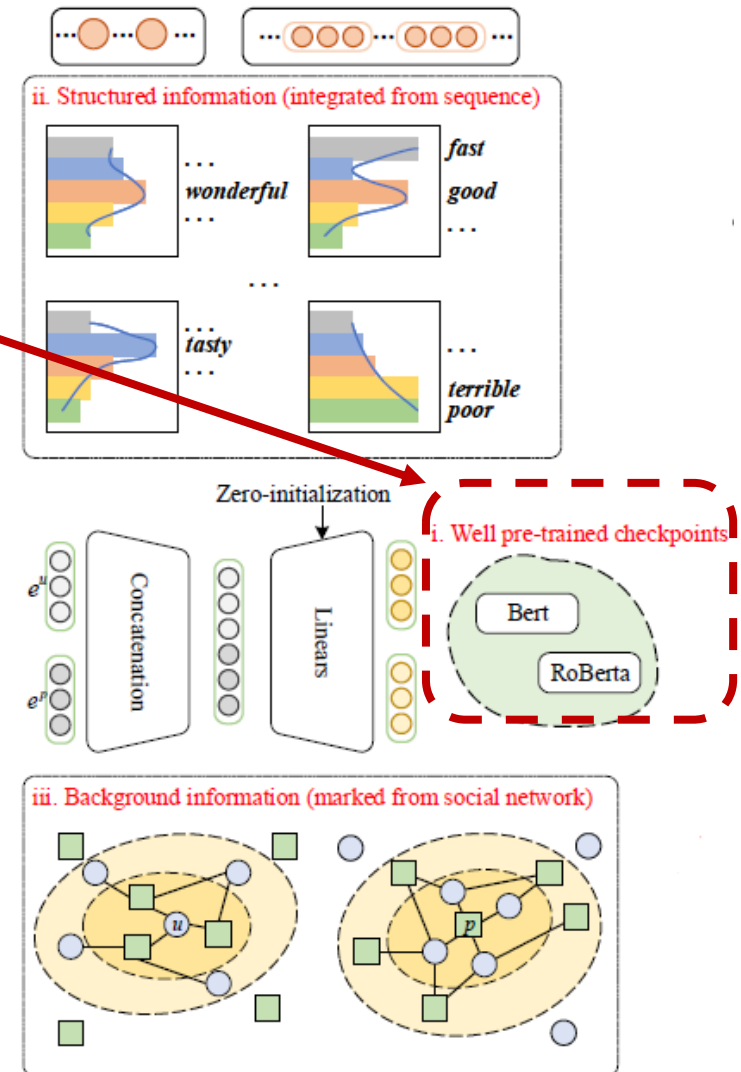 ... ... ...
... ... ...
ii. Structured information (integrated from sequence)
...
wonderful
...
fast
good
...
...
...
tasty
...
...
terrible
poor
Zero-initialization
i. Well pre-trained checkpoints
e^u
Concatenation
Linears
Bert
RoBerta
e^p
iii. Background information (marked from social network)
u
p